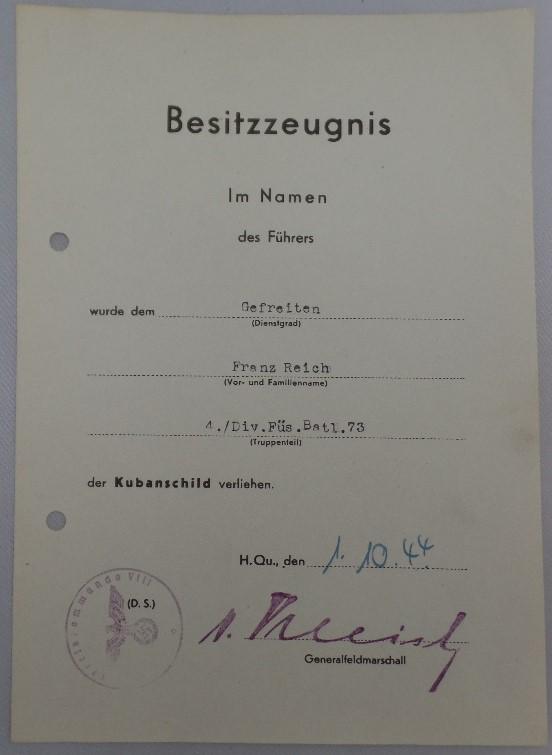 Besitzzeugnis
Im Namen
des Führers
wurde dem Gefreiten
(Dienstgrad)
Franz Reich
(Vor- und Familienname)
4./Div.Füs.Batl.73
(Truppenteil)
der Kubanschild verliehen.
H.Qu., den 1. 10. 44
(D. S.)
v. Kleist
Generalfeldmarschall